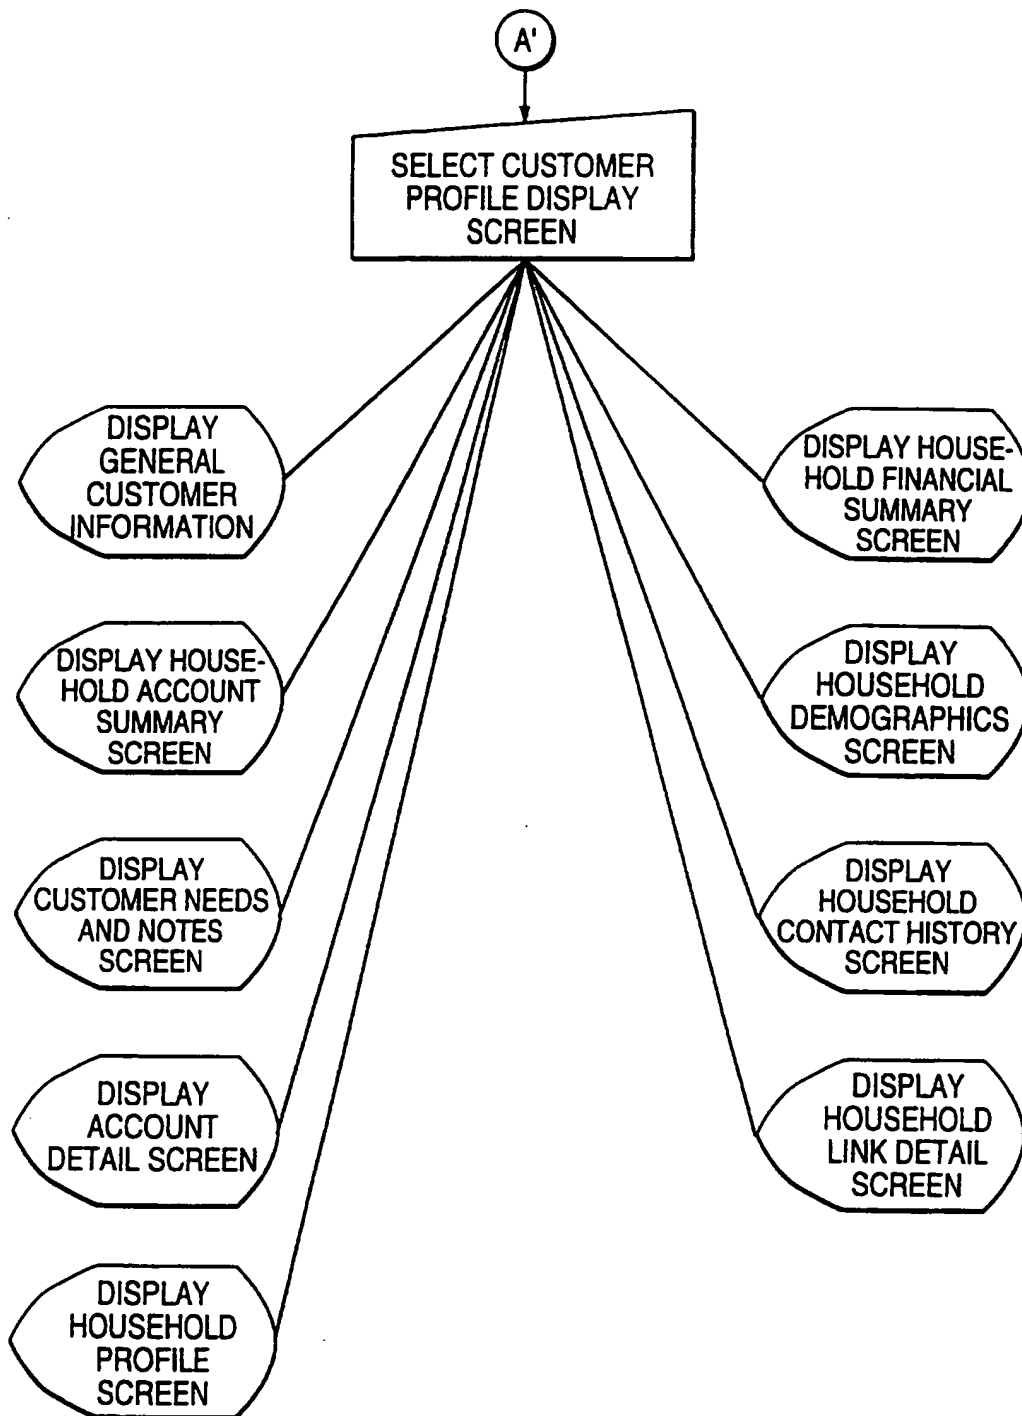 A'
SELECT CUSTOMER
PROFILE DISPLAY
SCREEN
DISPLAY
GENERAL
CUSTOMER
INFORMATION
DISPLAY HOUSE-
HOLD FINANCIAL
SUMMARY
SCREEN
DISPLAY HOUSE-
HOLD ACCOUNT
SUMMARY
SCREEN
DISPLAY
HOUSEHOLD
DEMOGRAPHICS
SCREEN
DISPLAY
CUSTOMER NEEDS
AND NOTES
SCREEN
DISPLAY
HOUSEHOLD
CONTACT HISTORY
SCREEN
DISPLAY
ACCOUNT
DETAIL SCREEN
DISPLAY
HOUSEHOLD
LINK DETAIL
SCREEN
DISPLAY
HOUSEHOLD
PROFILE
SCREEN